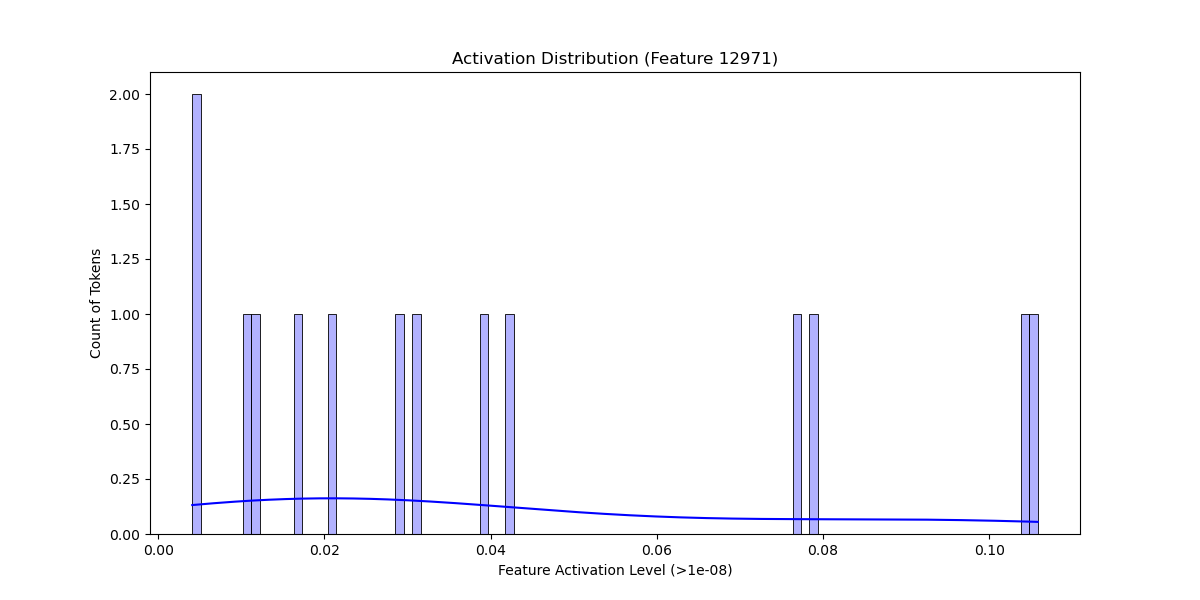 Activation Distribution (Feature 12971)
2.00
1.75
1.50
1.25
1.00
0.75
0.50
0.25
0.00
Count of Tokens
0.00 0.02 0.04 0.06 0.08 0.10
Feature Activation Level (>1e-08)